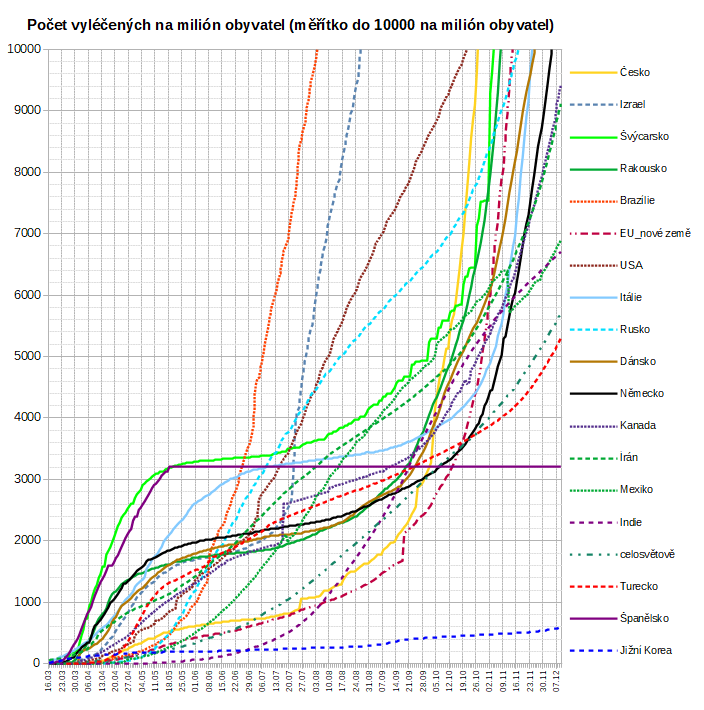 Počet vyléčených na milión obyvatel (měřítko do 10000 na milión obyvatel)
10000
9000
8000
7000
6000
5000
4000
3000
2000
1000
0
16.03
23.03
30.03
06.04
13.04
20.04
27.04
04.05
11.05
18.05
25.05
01.06
08.06
15.06
22.06
29.06
06.07
13.07
20.07
27.07
03.08
10.08
17.08
24.08
31.08
07.09
14.09
21.09
28.09
05.10
12.10
19.10
26.10
02.11
09.11
16.11
23.11
30.11
07.12
Česko
Izrael
Švýcarsko
Rakousko
Brazílie
EU_nové země
USA
Itálie
Rusko
Dánsko
Německo
Kanada
Írán
Mexiko
Indie
celosvětově
Turecko
Španělsko
Jižní Korea